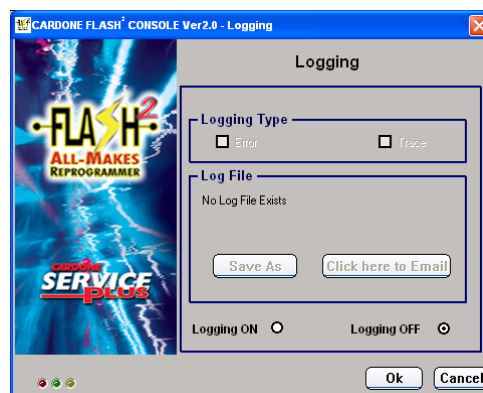 CARDONE FLASH² CONSOLE Ver2.0 - Logging
Logging
FLASH²
ALL-MAKES
REPROGRAMMER
Logging Type
Error
Trace
Log File
No Log File Exists
Save As
Click here to Email
CARDONE
SERVICE
PLUS
Logging ON
Logging OFF
Ok
Cancel